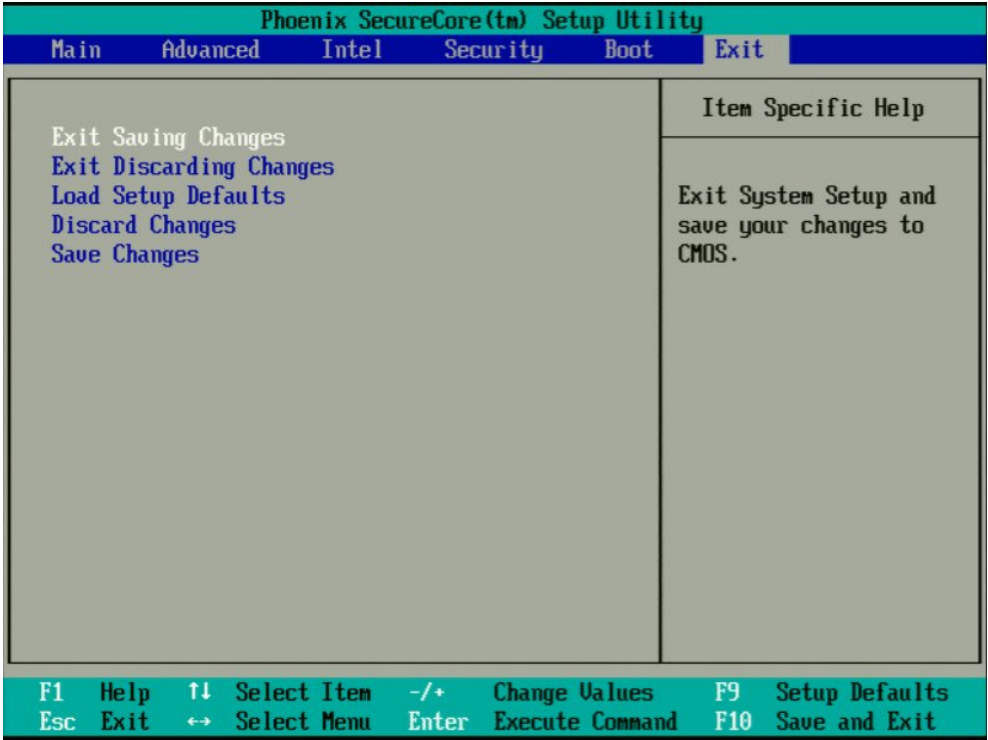 Phoenix SecureCore(tm) Setup Utility
Main Advanced Intel Security Boot Exit
Exit Saving Changes
Exit Discarding Changes
Load Setup Defaults
Discard Changes
Save Changes
Item Specific Help
Exit System Setup and
save your changes to
CMOS.
F1 Help ↑↓ Select Item -/+ Change Values F9 Setup Defaults
Esc Exit ↔ Select Menu Enter Execute Command F10 Save and Exit